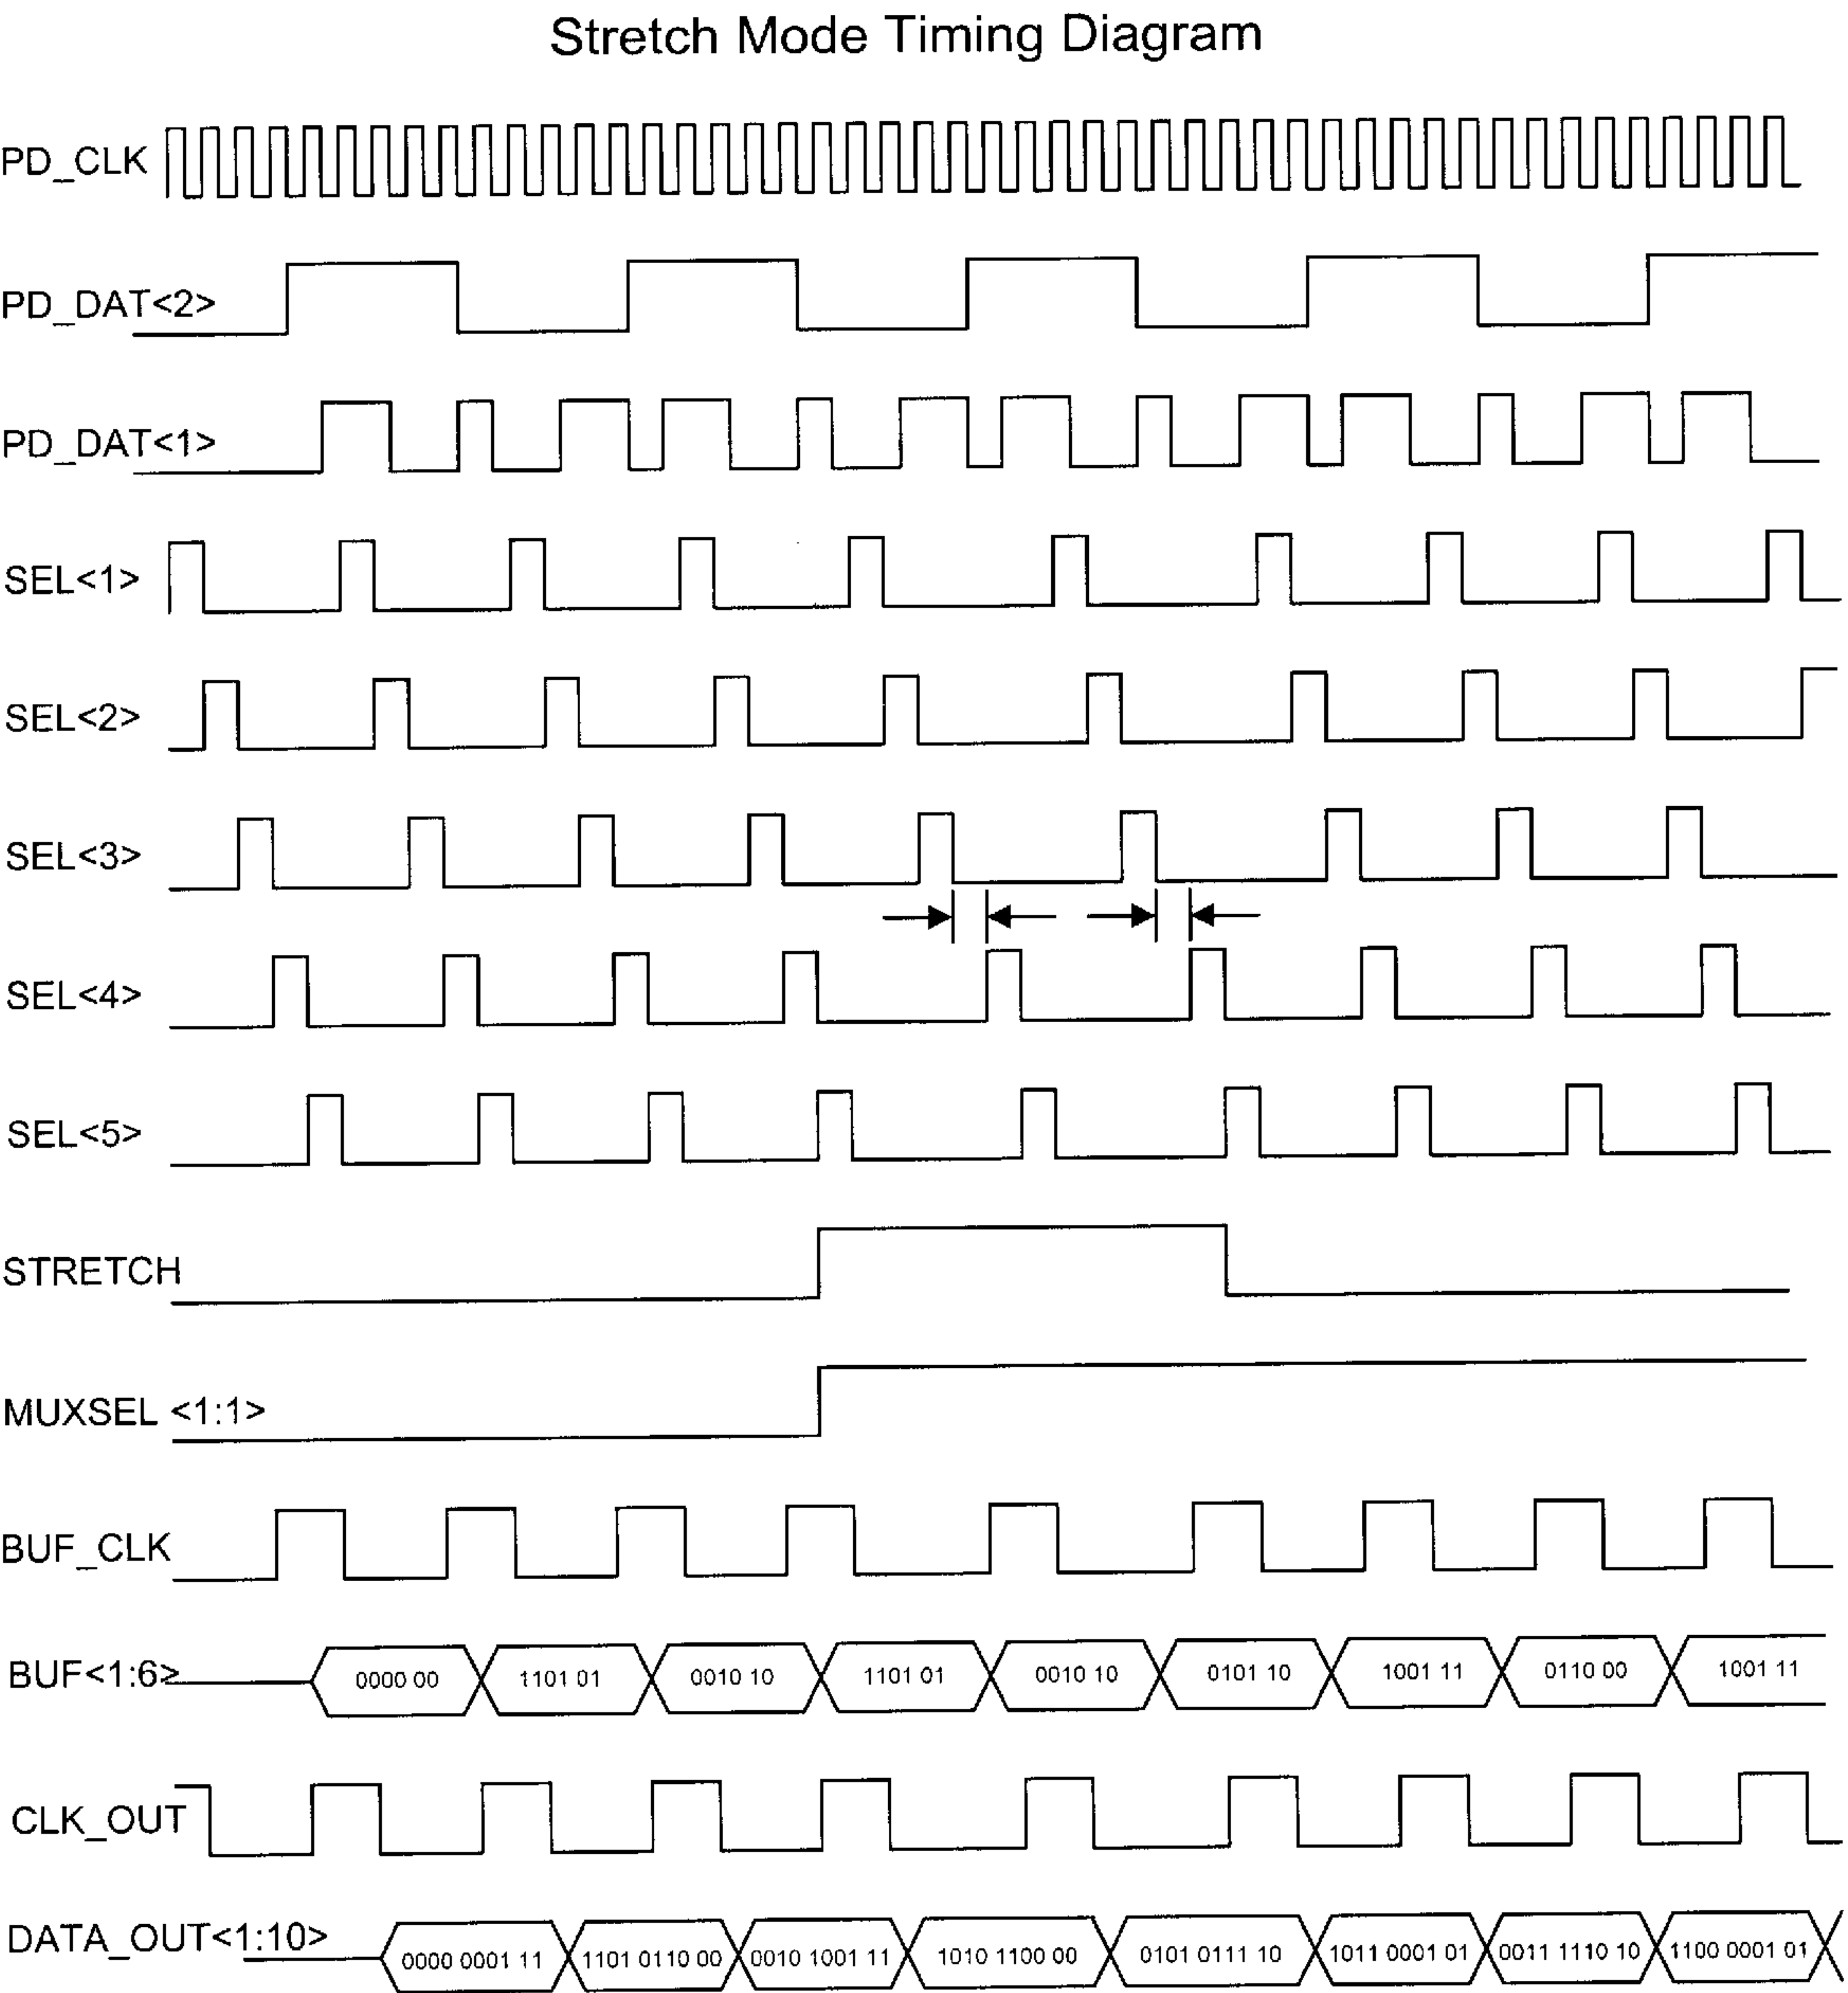 Stretch Mode Timing Diagram
PD_CLK
PD_DAT<2>
PD_DAT<1>
SEL<1>
SEL<2>
SEL<3>
SEL<4>
SEL<5>
STRETCH
MUXSEL <1:1>
BUF_CLK
BUF<1:6> 0000 00 1101 01 0010 10 1101 01 0010 10 0101 10 1001 11 0110 00 1001 11
CLK_OUT
DATA_OUT<1:10> 0000 0001 11 1101 0110 00 0010 1001 11 1010 1100 00 0101 0111 10 1011 0001 01 0011 1110 10 1100 0001 01